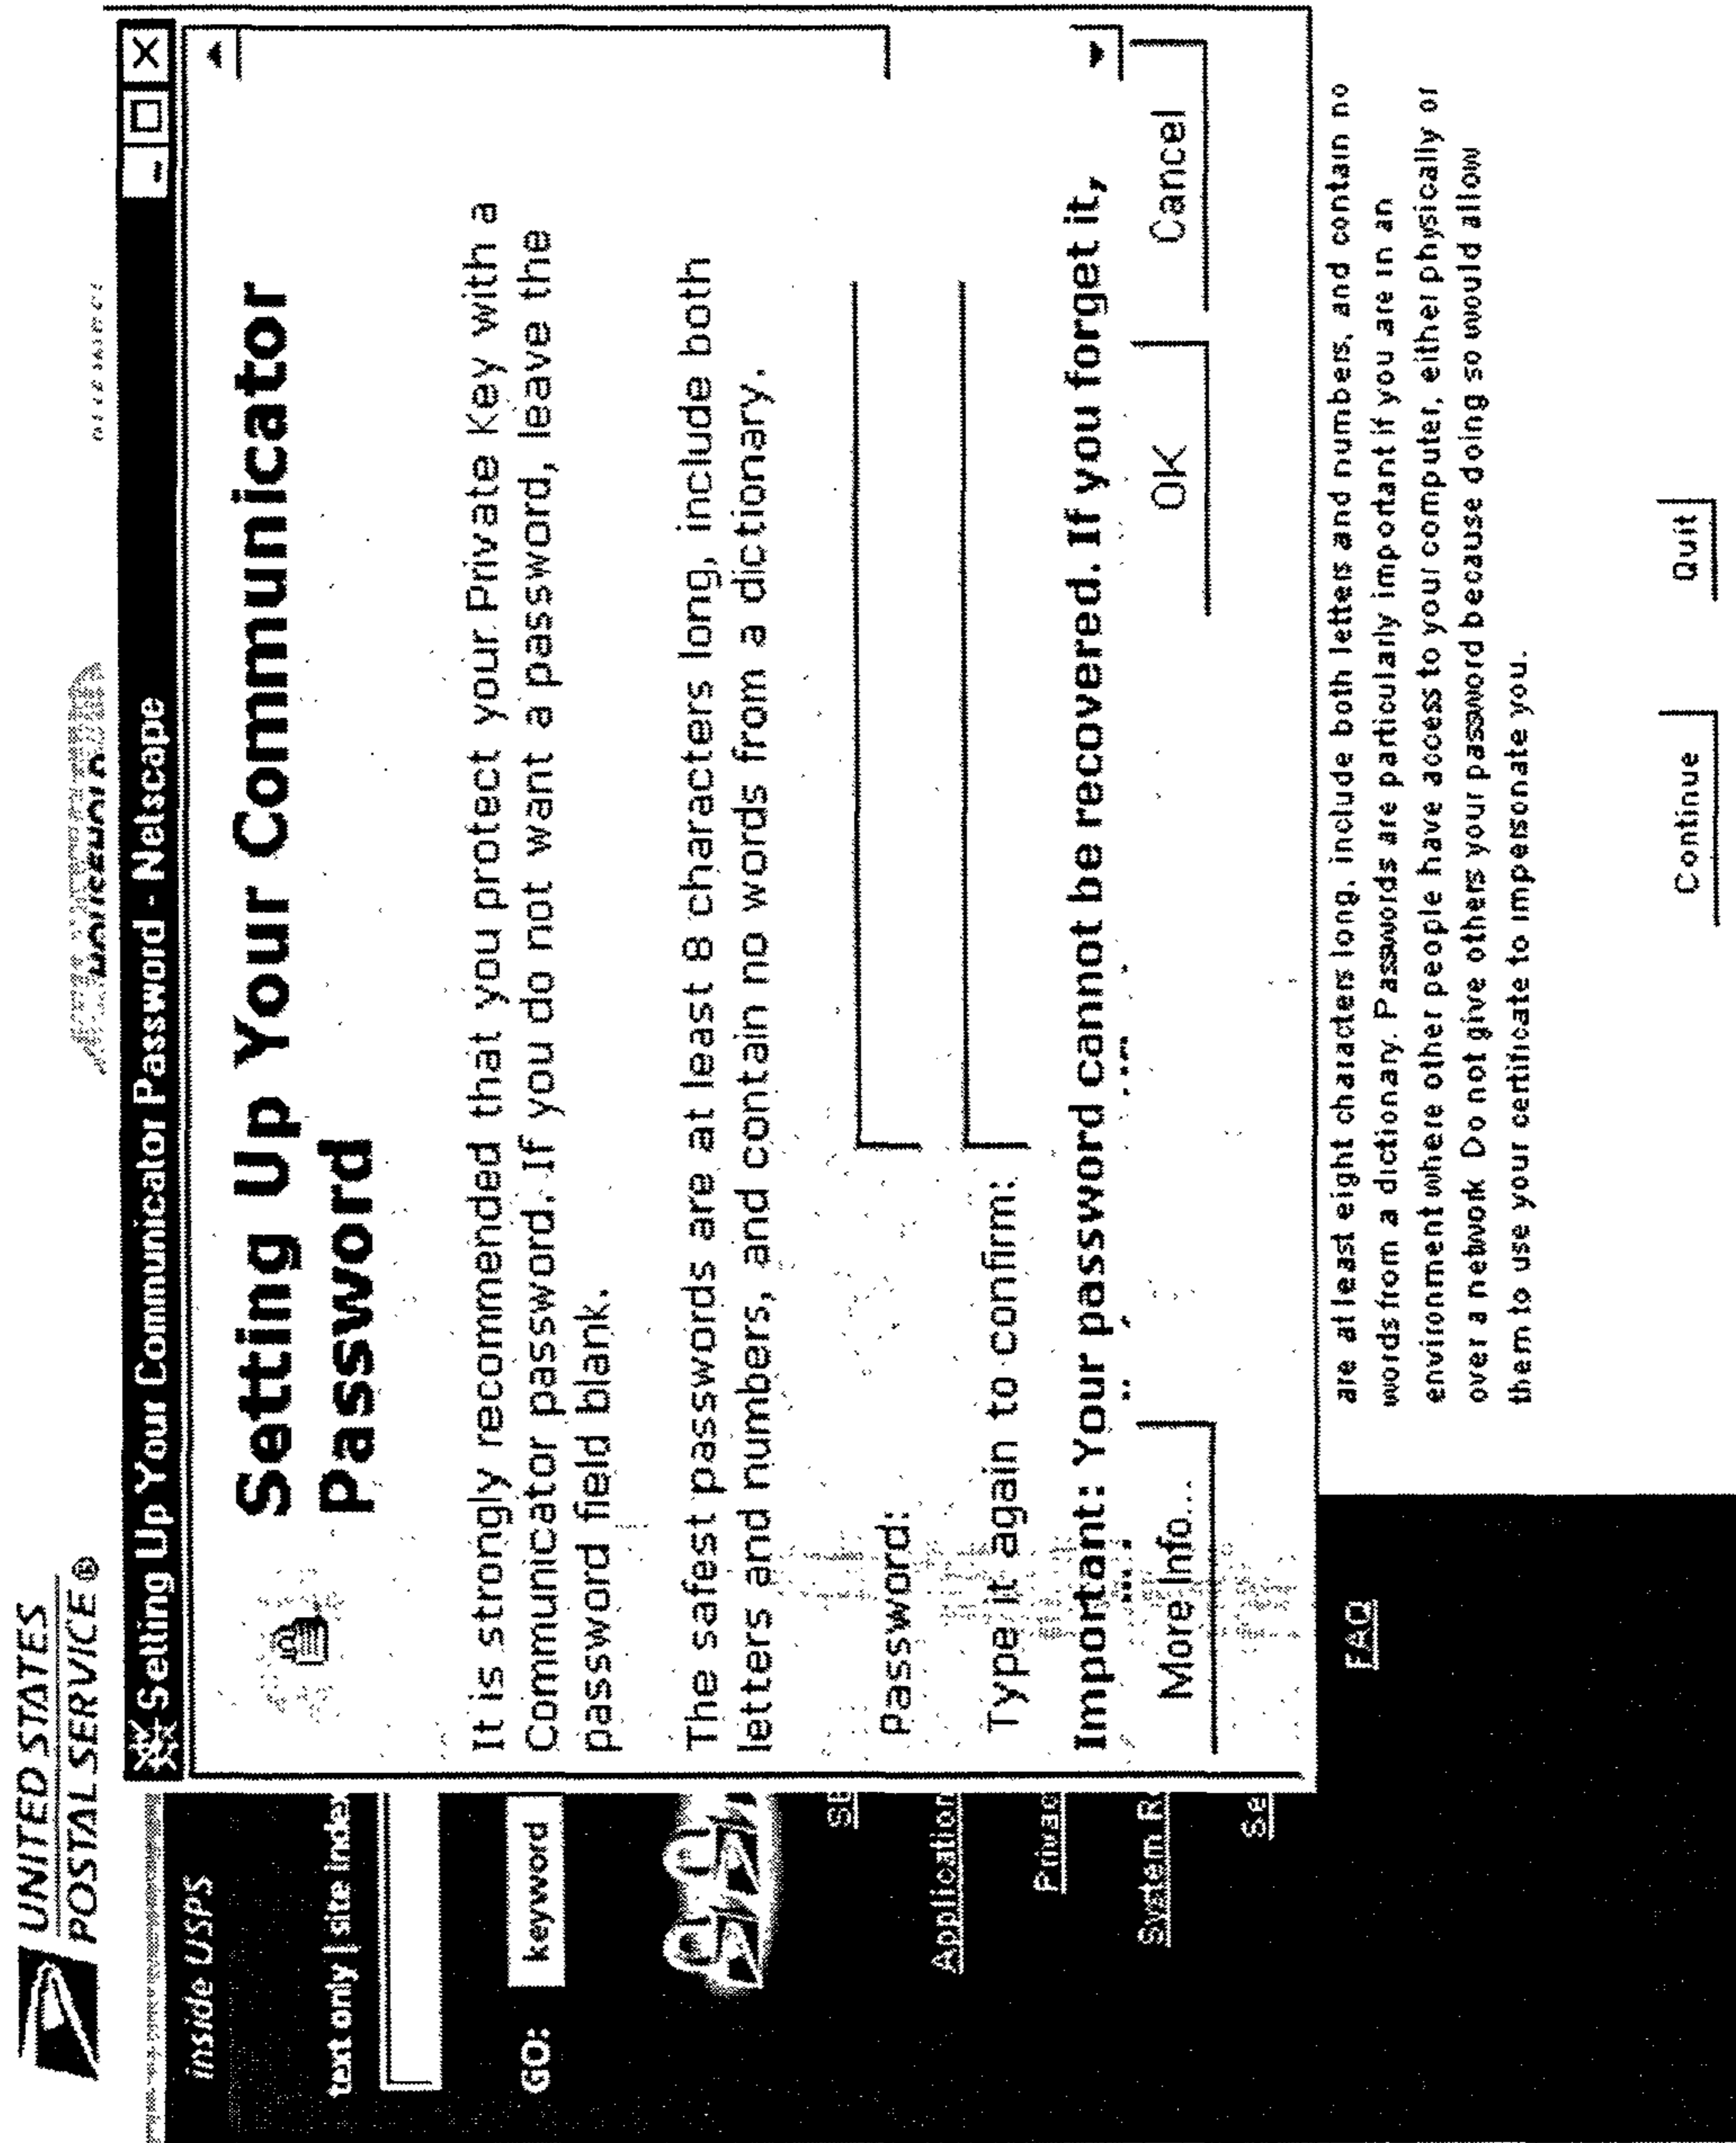 UNITED STATES
POSTAL SERVICE ®
Setting Up Your Communicator Password - Netscape
inside USPS
text only | site index
GO: keyword
Application
System R
FAQ
Setting Up Your Communicator
Password
It is strongly recommended that you protect your Private Key with a
Communicator password. If you do not want a password, leave the
password field blank.
The safest passwords are at least 8 characters long, include both
letters and numbers, and contain no words from a dictionary.
Password:
Type it again to confirm:
Important: Your password cannot be recovered. If you forget it,
More Info...
OK
Cancel
are at least eight characters long, include both letters and numbers, and contain no
words from a dictionary. Passwords are particularly important if you are in an
environment where other people have access to your computer, either physically or
over a network. Do not give others your password because doing so would allow
them to use your certificate to impersonate you.
Continue
Quit